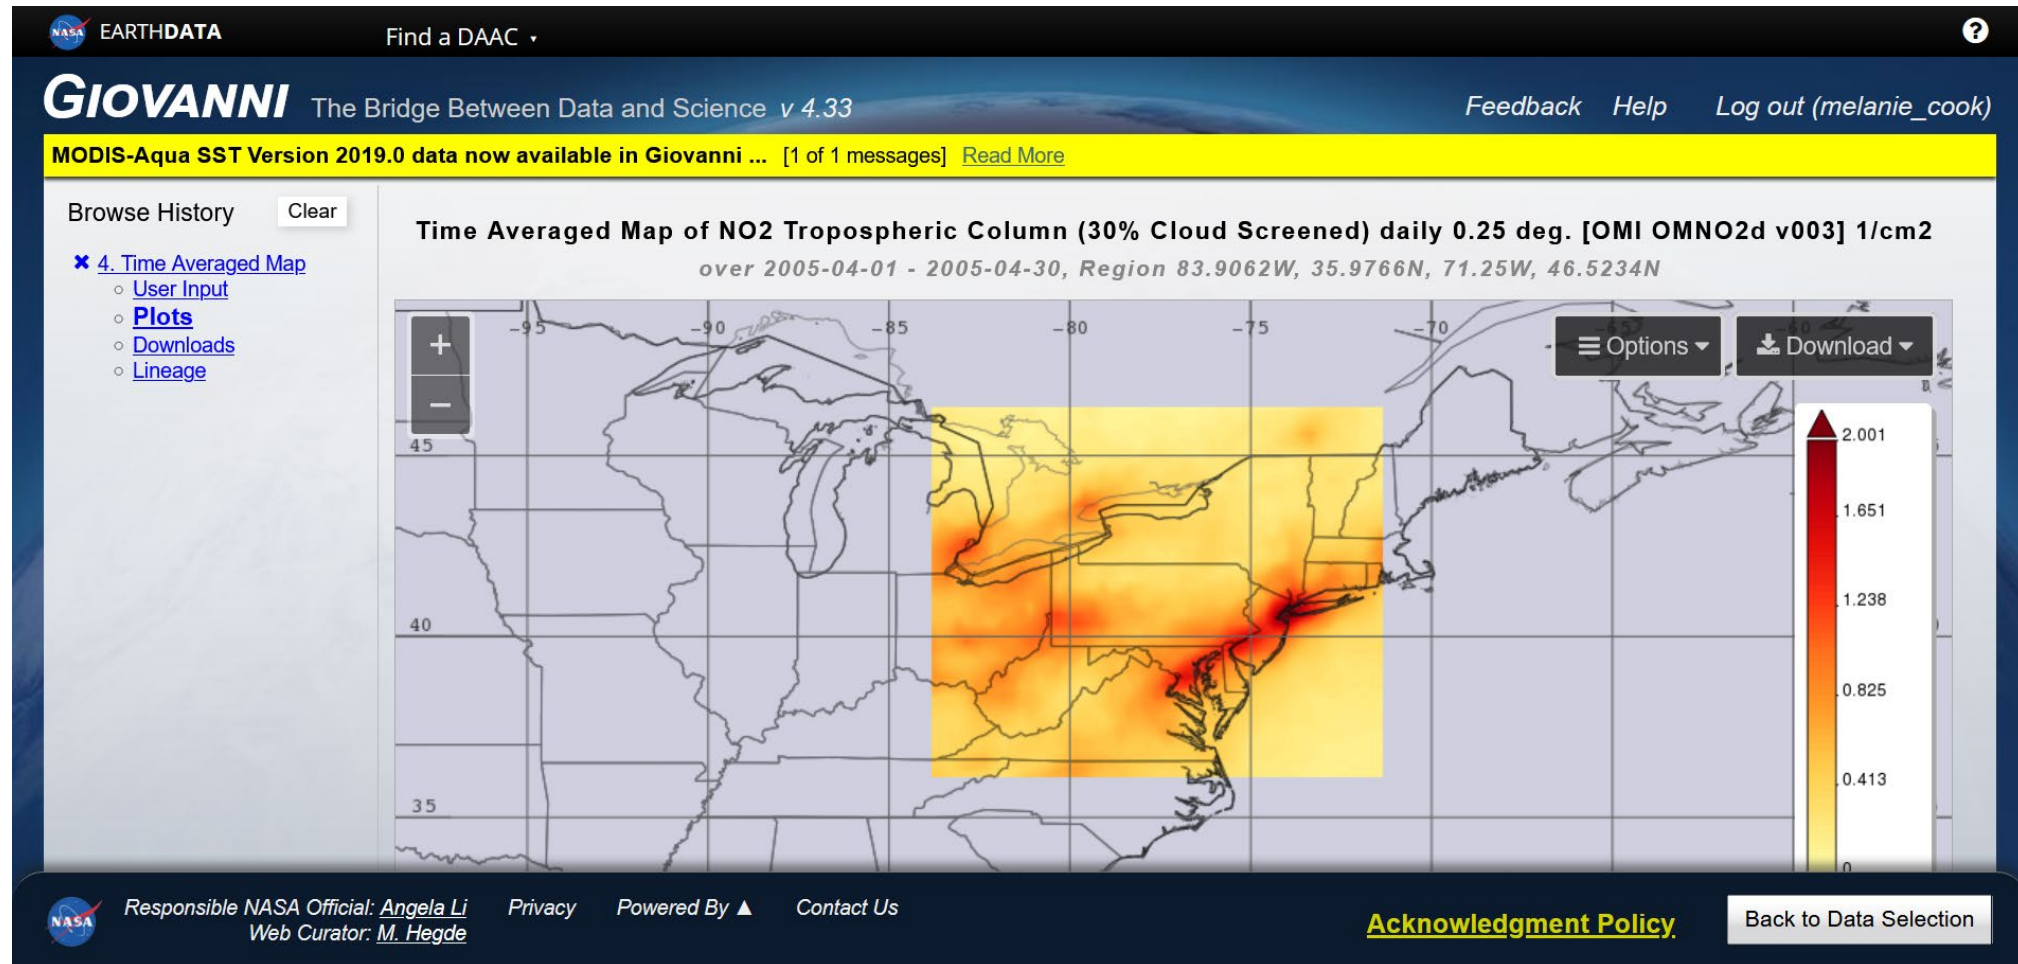 NASA EARTHDATA Find a DAAC
GIOVANNI The Bridge Between Data and Science v 4.33 Feedback Help Log out (melanie_cook)
MODIS-Aqua SST Version 2019.0 data now available in Giovanni ... [1 of 1 messages] Read More
Browse History Clear
4. Time Averaged Map
User Input
Plots
Downloads
Lineage
Time Averaged Map of NO2 Tropospheric Column (30% Cloud Screened) daily 0.25 deg. [OMI OMNO2d v003] 1/cm2
over 2005-04-01 - 2005-04-30, Region 83.9062W, 35.9766N, 71.25W, 46.5234N
-95 -90 -85 -80 -75 -70
+
−
Options Download
45
40
35
2.001
1.651
1.238
0.825
0.413
0
NASA
Responsible NASA Official: Angela Li Privacy Powered By ▲ Contact Us
Web Curator: M. Hegde
Acknowledgment Policy Back to Data Selection